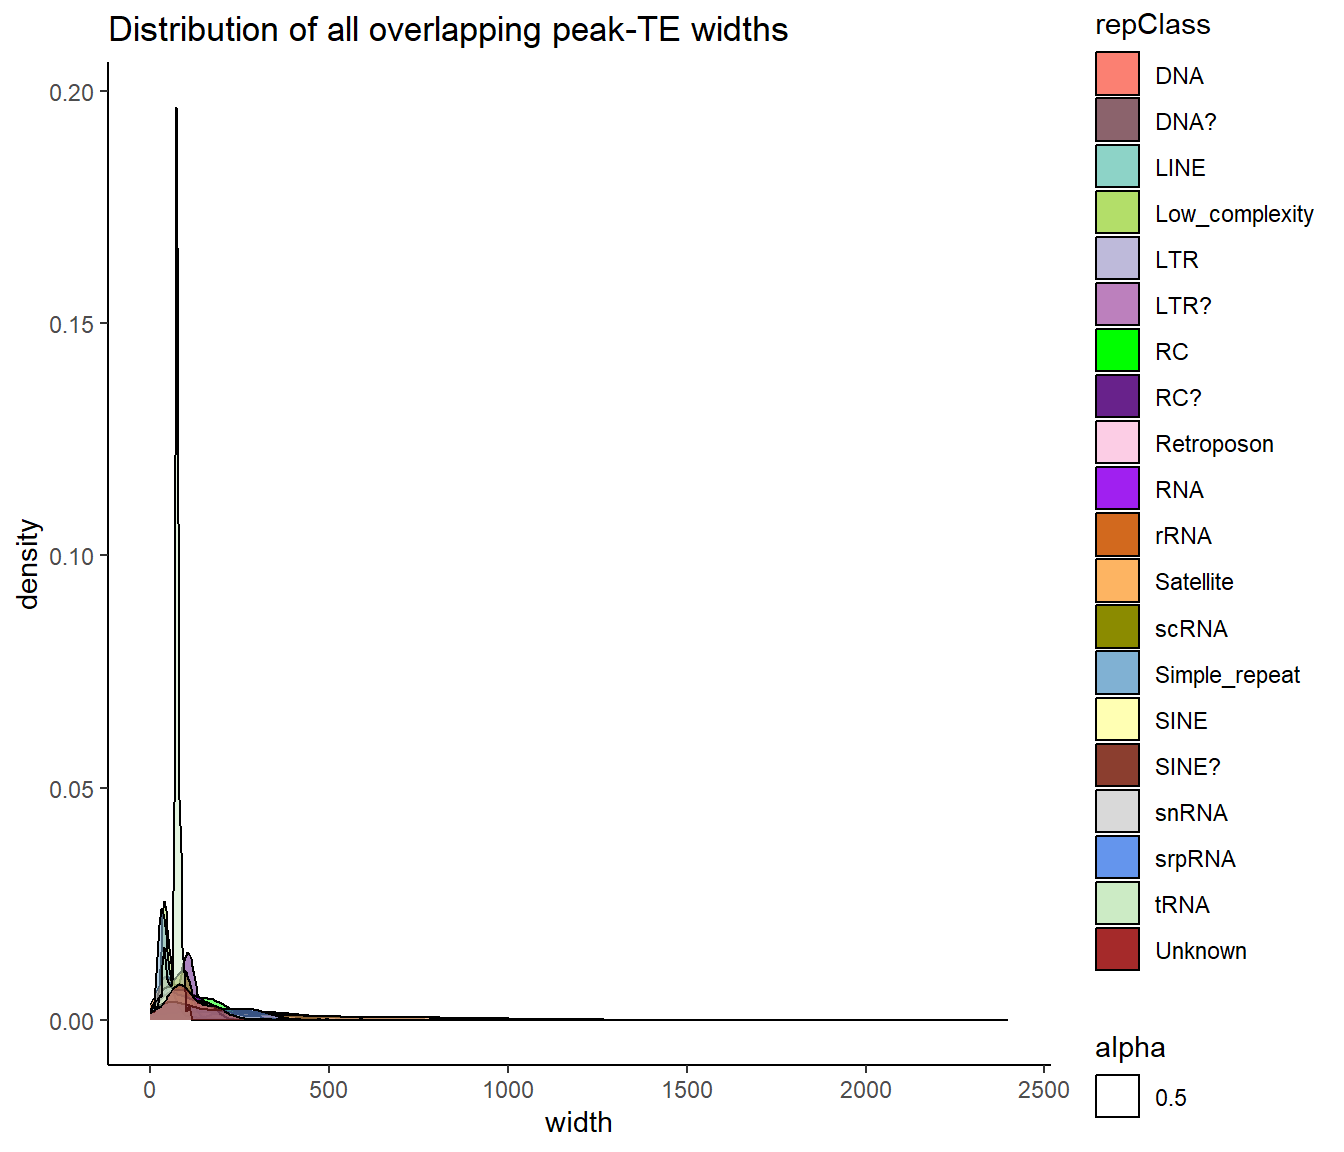 Distribution of all overlapping peak-TE widths
density
0.20
0.15
0.10
0.05
0.00
0
500
1000
1500
2000
2500
width
repClass
DNA
DNA?
LINE
Low_complexity
LTR
LTR?
RC
RC?
Retroposon
RNA
rRNA
Satellite
scRNA
Simple_repeat
SINE
SINE?
snRNA
srpRNA
tRNA
Unknown
alpha
0.5